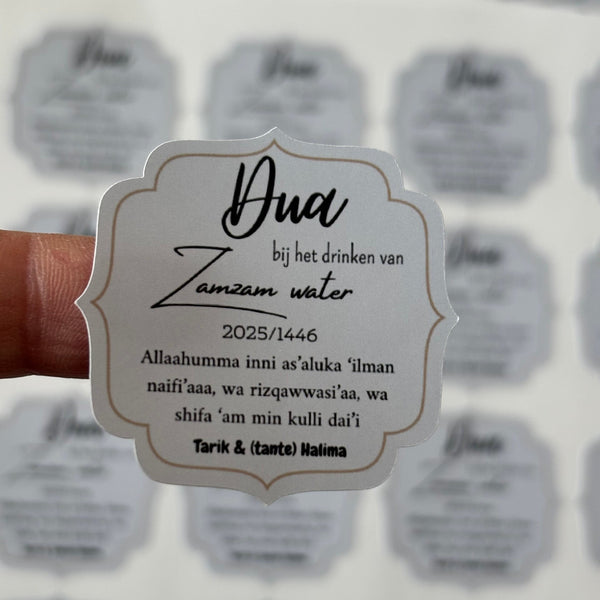 Dua
bij het drinken van
Zamzam water
2025/1446
Allaahumma inni as’aluka ‘ilman
naifi’aaa, wa rizqawwasi’aa, wa
shifa ‘am min kulli dai’i
Tarik & (tante) Halima